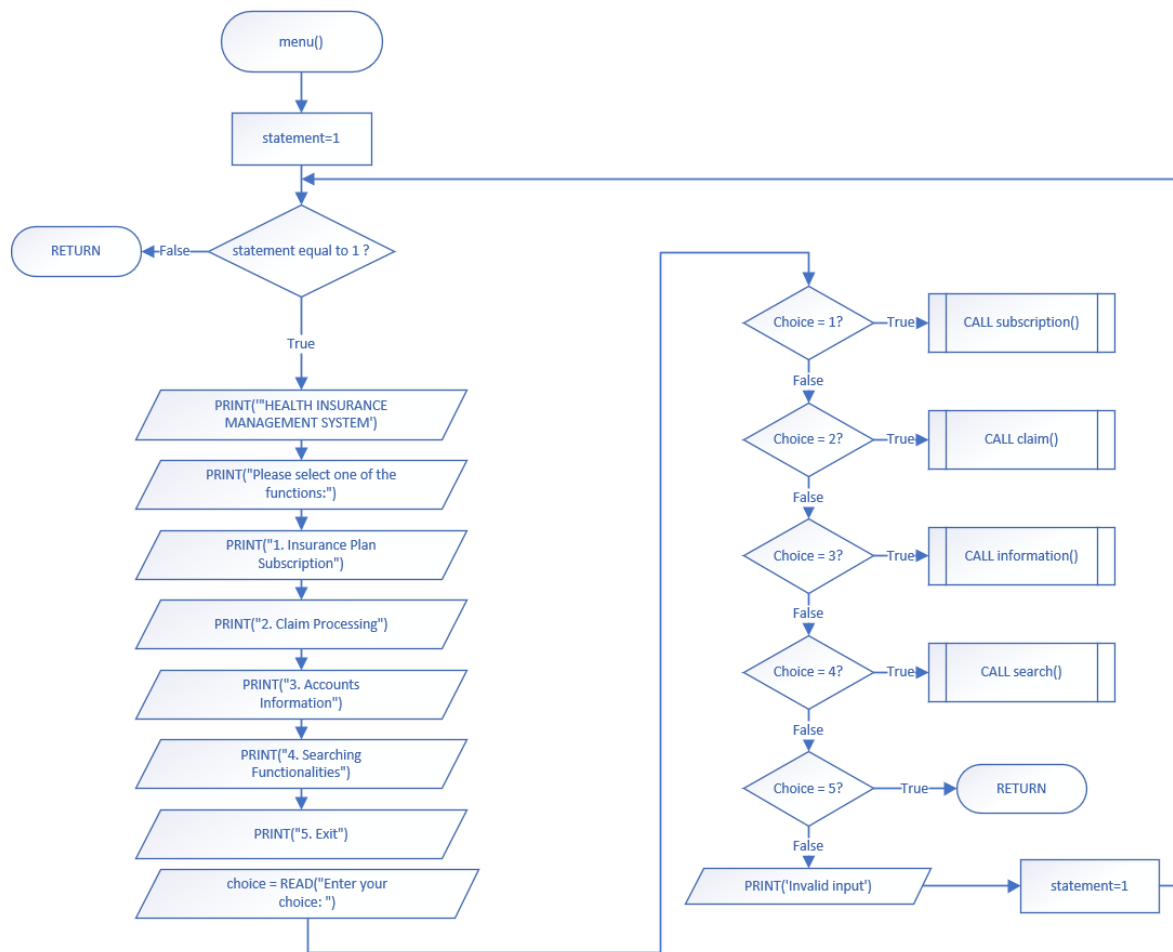 menu()
statement=1
statement equal to 1 ?
False
RETURN
True
PRINT('"HEALTH INSURANCE
MANAGEMENT SYSTEM')
PRINT("Please select one of the
functions:")
PRINT("1. Insurance Plan
Subscription")
PRINT("2. Claim Processing")
PRINT("3. Accounts
Information")
PRINT("4. Searching
Functionalities")
PRINT("5. Exit")
choice = READ("Enter your
choice: ")
Choice = 1?
True
CALL subscription()
False
Choice = 2?
True
CALL claim()
False
Choice = 3?
True
CALL information()
False
Choice = 4?
True
CALL search()
False
Choice = 5?
True
RETURN
False
PRINT('Invalid input')
statement=1